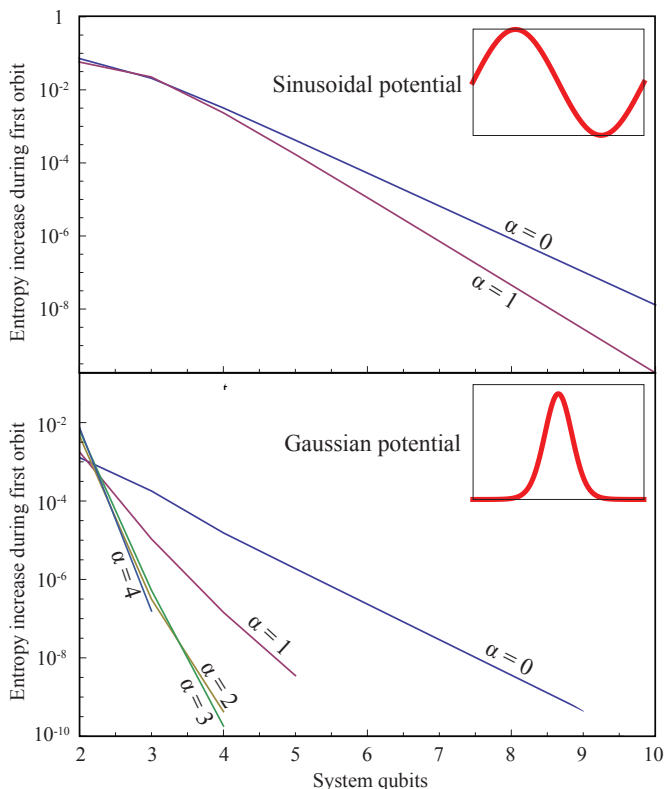 1
10-2
10-4
10-6
10-8
Entropy increase during first orbit
Sinusoidal potential
α = 0
α = 1
10-2
10-4
10-6
10-8
10-10
Entropy increase during first orbit
Gaussian potential
α = 4
α = 1
α = 2
α = 3
α = 0
2 3 4 5 6 7 8 9 10
System qubits